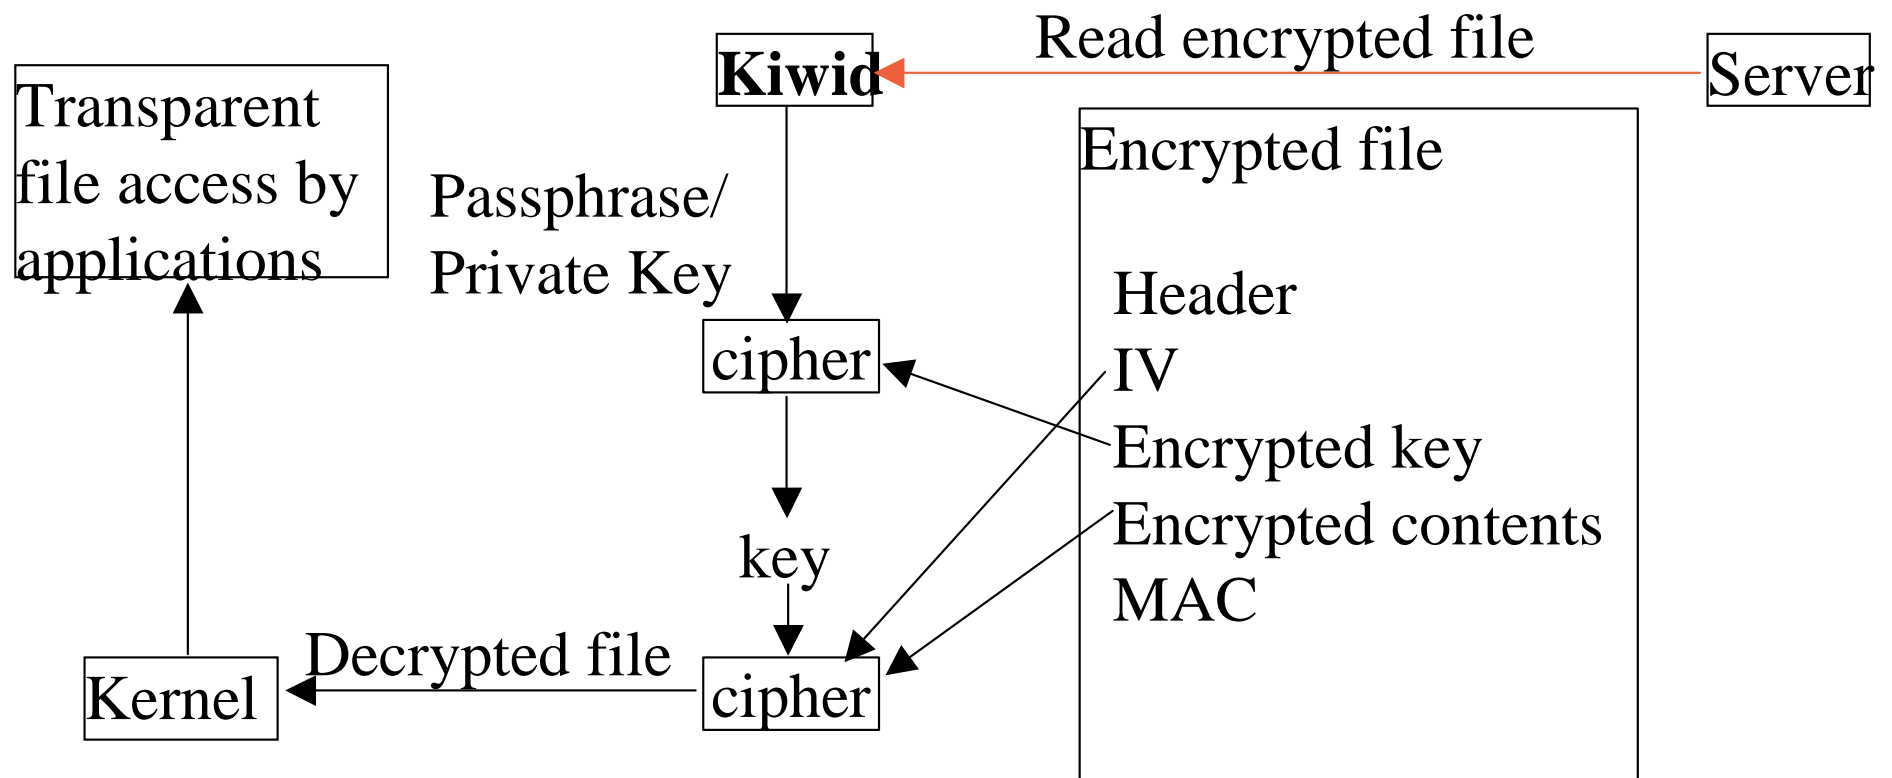 Read encrypted file
Kiwid
Server
Transparent
file access by
applications
Passphrase/
Private Key
Encrypted file
Header
IV
Encrypted key
Encrypted contents
MAC
cipher
key
cipher
Decrypted file
Kernel